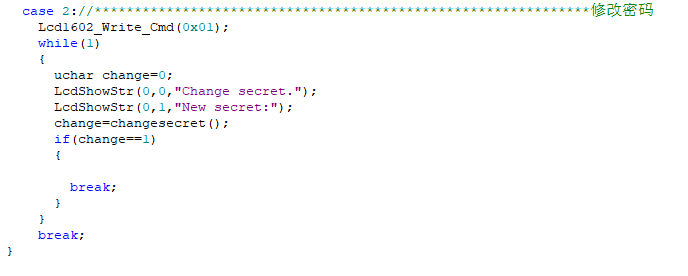 case 2://**************************************************************修改密码
Lcd1602_Write_Cmd(0x01);
while(1)
{
uchar change=0;
LcdShowStr(0,0,"Change secret.");
LcdShowStr(0,1,"New secret:");
change=changesecret();
if(change==1)
{
break;
}
}
break;
}